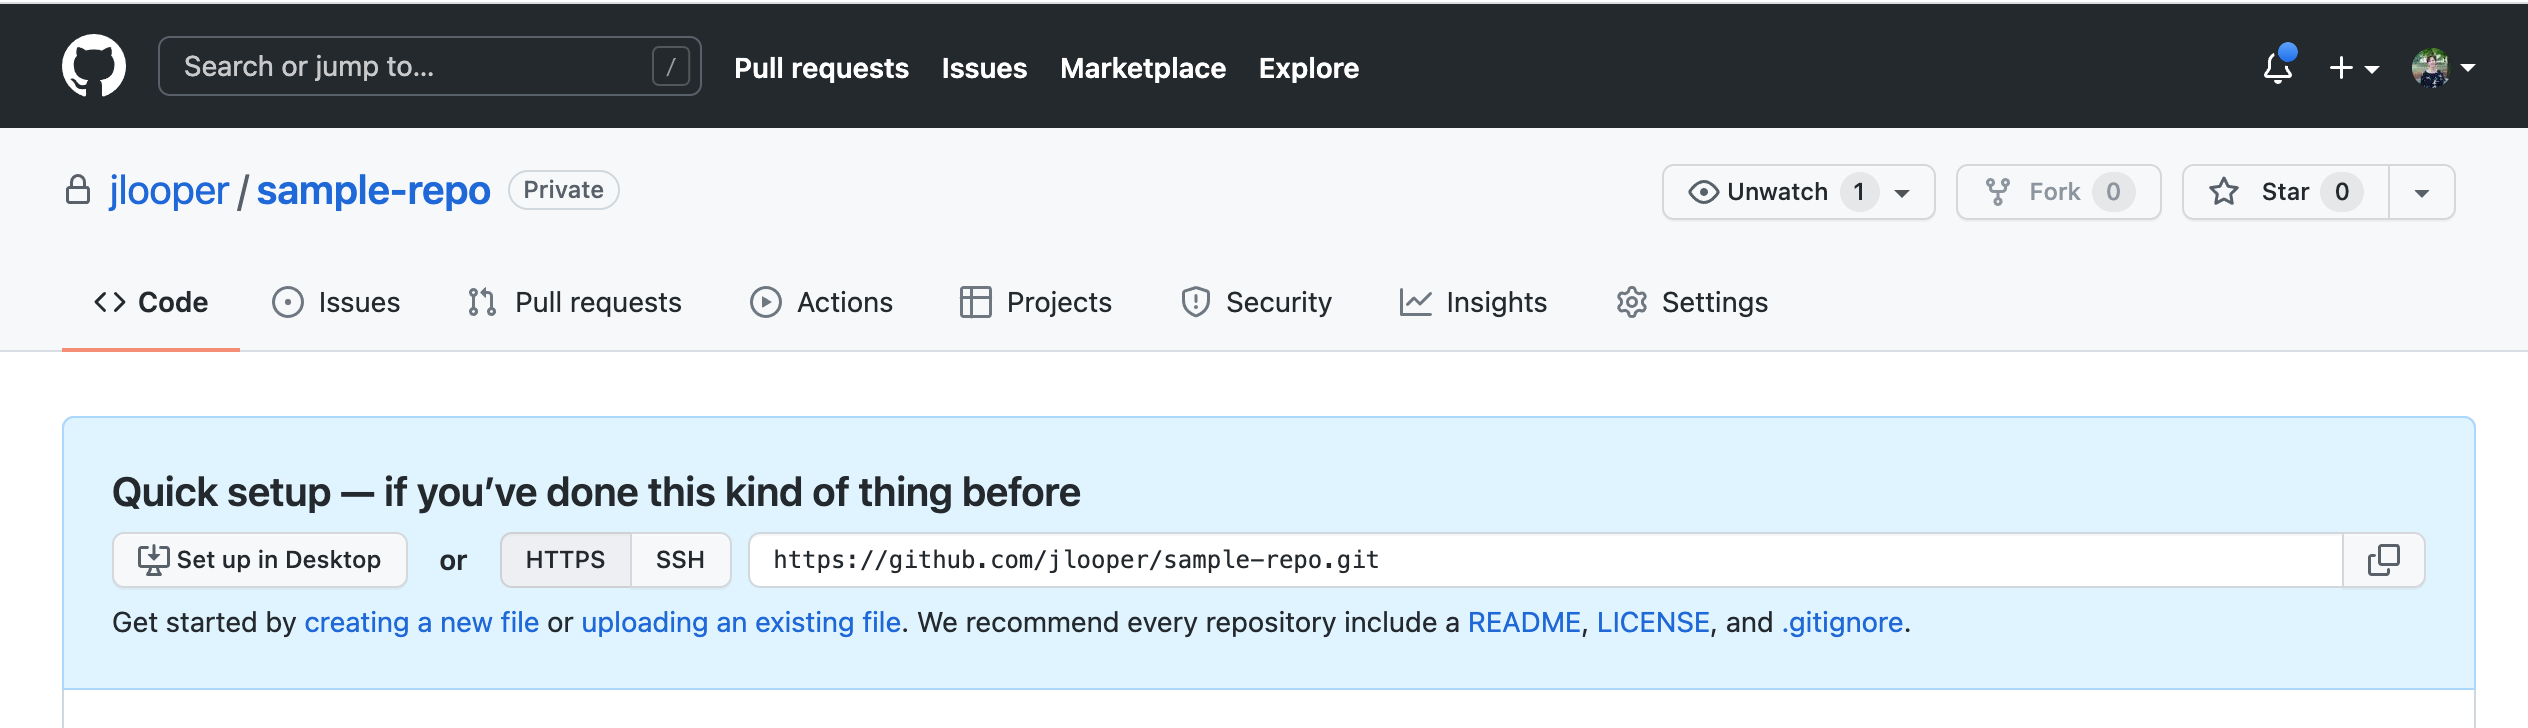 Search or jump to... / Pull requests Issues Marketplace Explore
jlooper / sample-repo Private Unwatch 1 Fork 0 Star 0
Code Issues Pull requests Actions Projects Security Insights Settings
Quick setup — if you’ve done this kind of thing before
Set up in Desktop or HTTPS SSH https://github.com/jlooper/sample-repo.git
Get started by creating a new file or uploading an existing file. We recommend every repository include a README, LICENSE, and .gitignore.